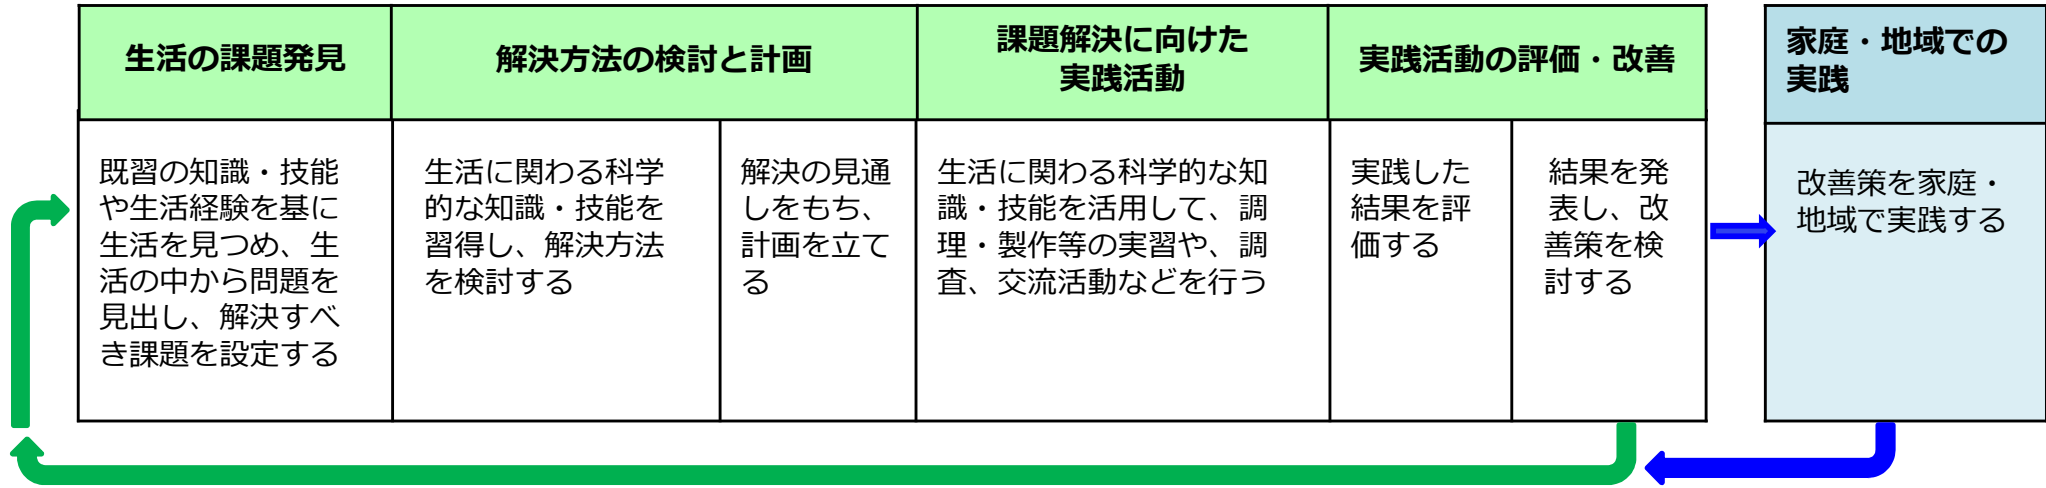 生活の課題発見
解決方法の検討と計画
課題解決に向けた
実践活動
実践活動の評価・改善
家庭・地域での
実践
既習の知識・技能
や生活経験を基に
生活を見つめ、生
活の中から問題を
見出し、解決すべ
き課題を設定する
生活に関わる科学
的な知識・技能を
習得し、解決方法
を検討する
解決の見通
しをもち、
計画を立て
る
生活に関わる科学的な知
識・技能を活用して、調
理・製作等の実習や、調
査、交流活動などを行う
実践した
結果を評
価する
結果を発
表し、改
善策を検
討する
改善策を家庭・
地域で実践する